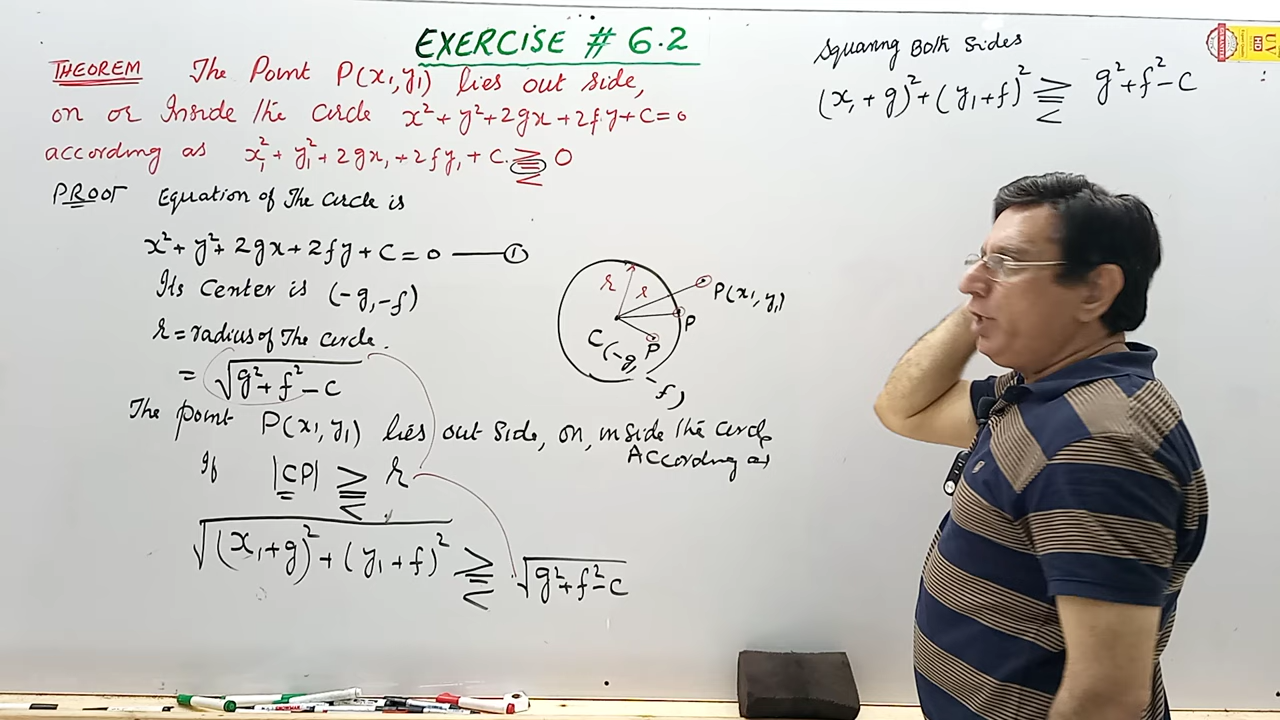 EXERCISE # 6.2
THEOREM The Point P(x₁,y₁) lies out side,
on or Inside the circle x²+y²+2gx+2fy+C=0
according as x₁²+y₁²+2gx₁+2fy₁+C ⪌ 0
PROOF Equation of The circle is
x²+y²+2gx+2fy+C=0 —— ①
Its Center is (-g,-f)
r=radius of The circle.
= √(g²+f²-c)
The point P(x₁,y₁) lies out side, on, inside the circle
ACCording as
If |CP| ⪌ r
√((x₁+g)²+(y₁+f)²) ⪌ √(g²+f²-c)
r
r
P(x₁,y₁)
P
P
C(-g,-f)
Squaring Both Sides
(x₁+g)²+(y₁+f)² ⪌ g²+f²-c
UV
HD